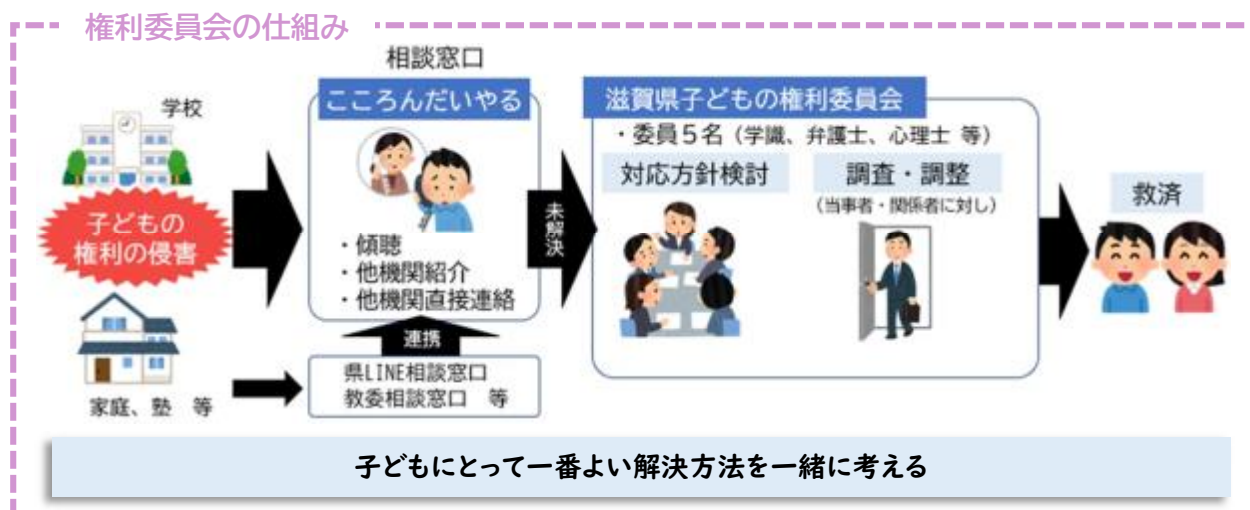 権利委員会の仕組み
相談窓口
学校
子どもの
権利の侵害
家庭、塾 等
こころんだいやる
・傾聴
・他機関紹介
・他機関直接連絡
連携
県LINE相談窓口
教委相談窓口 等
未解決
滋賀県子どもの権利委員会
・委員5名（学識、弁護士、心理士 等）
対応方針検討
調査・調整
（当事者・関係者に対し）
救済
子どもにとって一番よい解決方法を一緒に考える